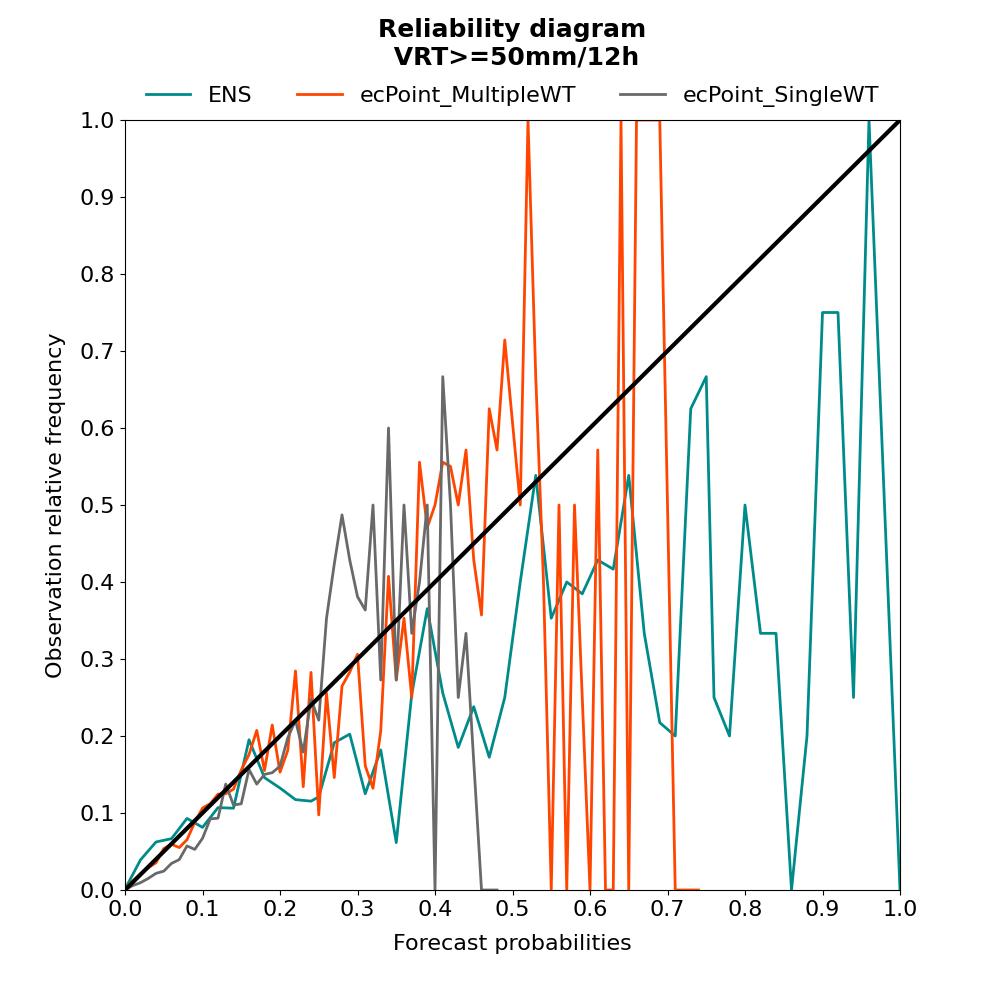 Reliability diagram
VRT>=50mm/12h
ENS ecPoint_MultipleWT ecPoint_SingleWT
1.0
0.9
0.8
0.7
0.6
0.5
0.4
0.3
0.2
0.1
0.0
Observation relative frequency
0.0 0.1 0.2 0.3 0.4 0.5 0.6 0.7 0.8 0.9 1.0
Forecast probabilities